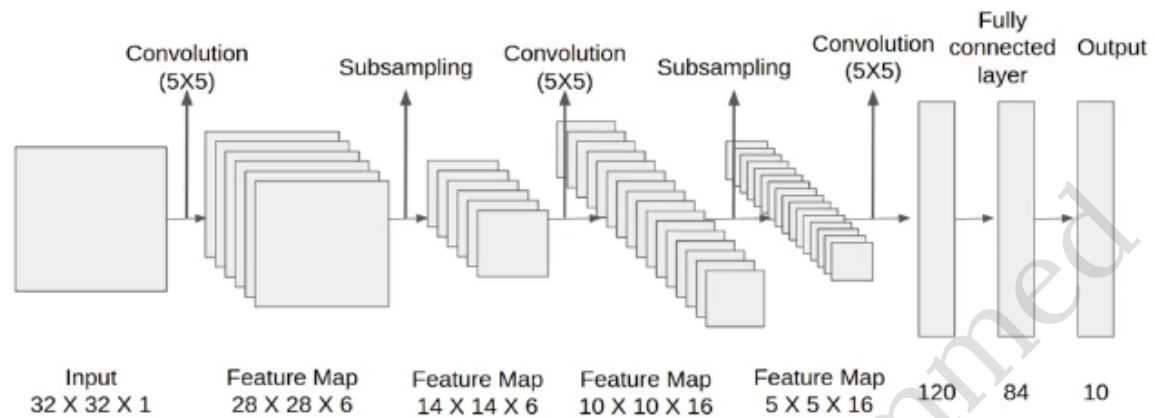 Convolution
(5X5)
Subsampling
Convolution
(5X5)
Subsampling
Convolution
(5X5)
Fully
connected
layer
Output
Input
32 X 32 X 1
Feature Map
28 X 28 X 6
Feature Map
14 X 14 X 6
Feature Map
10 X 10 X 16
Feature Map
5 X 5 X 16
120
84
10